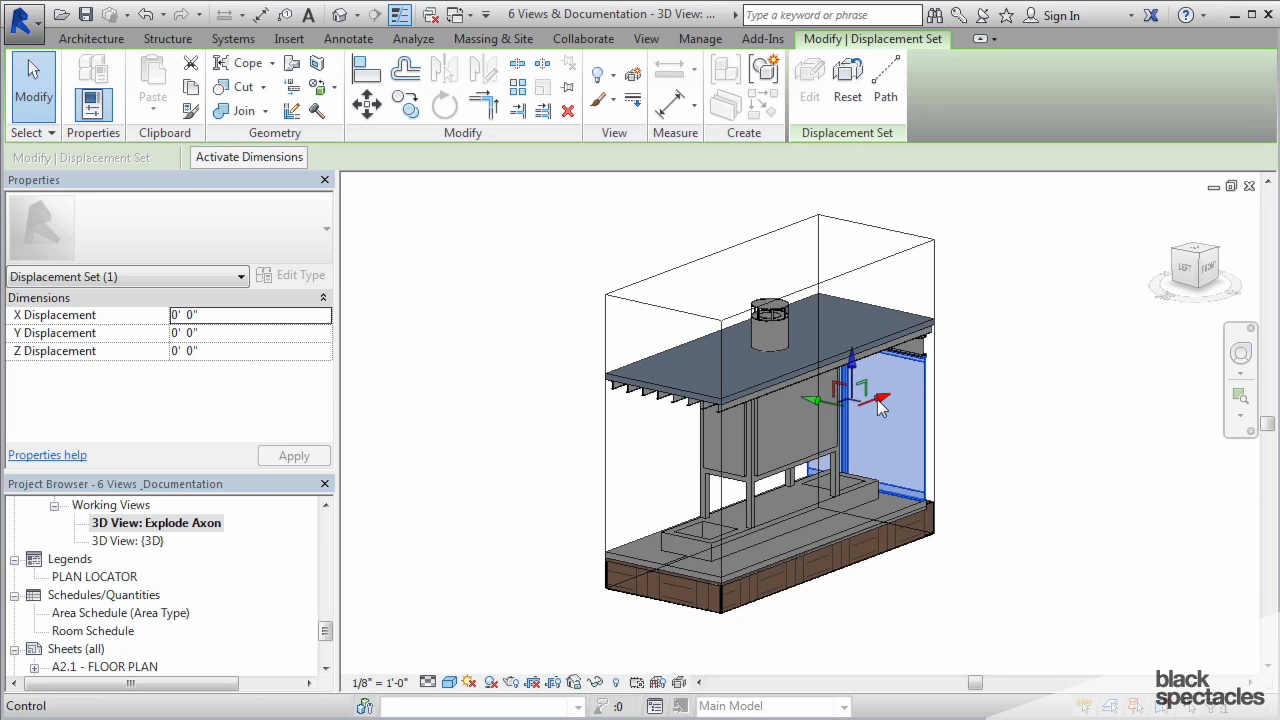 6 Views & Documentation - 3D View: ...
Type a keyword or phrase
Sign In
Architecture
Structure
Systems
Insert
Annotate
Analyze
Massing & Site
Collaborate
View
Manage
Add-Ins
Modify | Displacement Set
Modify
Paste
Cope
Cut
Join
Edit
Reset
Path
Select
Properties
Clipboard
Geometry
Modify
View
Measure
Create
Displacement Set
Modify | Displacement Set
Activate Dimensions
Properties
Displacement Set (1)
Edit Type
Dimensions
X Displacement
0' 0"
Y Displacement
0' 0"
Z Displacement
0' 0"
Properties help
Apply
Project Browser - 6 Views _Documentation
Working Views
3D View: Explode Axon
3D View: {3D}
Legends
PLAN LOCATOR
Schedules/Quantities
Area Schedule (Area Type)
Room Schedule
Sheets (all)
A2.1 - FLOOR PLAN
LEFT
FRONT
1/8" = 1'-0"
Control
:0
Main Model
black
spectacles